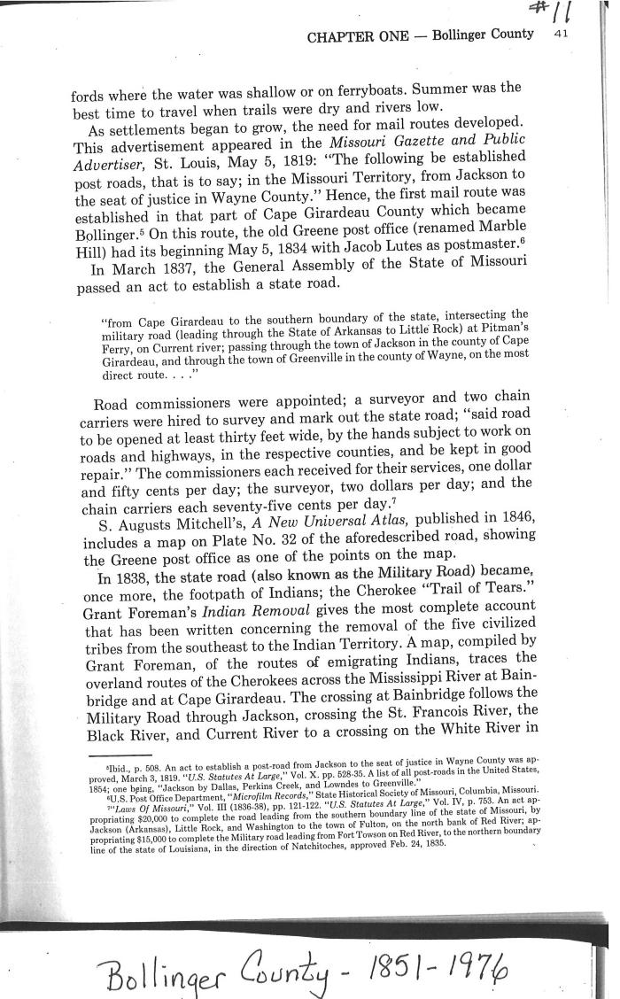 #11
CHAPTER ONE — Bollinger County 41
fords where the water was shallow or on ferryboats. Summer was the
best time to travel when trails were dry and rivers low.
As settlements began to grow, the need for mail routes developed.
This advertisement appeared in the Missouri Gazette and Public
Advertiser, St. Louis, May 5, 1819: “The following be established
post roads, that is to say; in the Missouri Territory, from Jackson to
the seat of justice in Wayne County.” Hence, the first mail route was
established in that part of Cape Girardeau County which became
Bollinger.⁵ On this route, the old Greene post office (renamed Marble
Hill) had its beginning May 5, 1834 with Jacob Lutes as postmaster.⁶
In March 1837, the General Assembly of the State of Missouri
passed an act to establish a state road.
“from Cape Girardeau to the southern boundary of the state, intersecting the
military road (leading through the State of Arkansas to Little Rock) at Pitman’s
Ferry, on Current river; passing through the town of Jackson in the county of Cape
Girardeau, and through the town of Greenville in the county of Wayne, on the most
direct route. . . .”
Road commissioners were appointed; a surveyor and two chain
carriers were hired to survey and mark out the state road; “said road
to be opened at least thirty feet wide, by the hands subject to work on
roads and highways, in the respective counties, and be kept in good
repair.” The commissioners each received for their services, one dollar
and fifty cents per day; the surveyor, two dollars per day; and the
chain carriers each seventy-five cents per day.⁷
S. Augusts Mitchell’s, A New Universal Atlas, published in 1846,
includes a map on Plate No. 32 of the aforedescribed road, showing
the Greene post office as one of the points on the map.
In 1838, the state road (also known as the Military Road) became,
once more, the footpath of Indians; the Cherokee “Trail of Tears.”
Grant Foreman’s Indian Removal gives the most complete account
that has been written concerning the removal of the five civilized
tribes from the southeast to the Indian Territory. A map, compiled by
Grant Foreman, of the routes of emigrating Indians, traces the
overland routes of the Cherokees across the Mississippi River at Bain-
bridge and at Cape Girardeau. The crossing at Bainbridge follows the
Military Road through Jackson, crossing the St. Francois River, the
Black River, and Current River to a crossing on the White River in
⁵Ibid., p. 508. An act to establish a post-road from Jackson to the seat of justice in Wayne County was ap-
proved, March 3, 1819. “U.S. Statutes At Large,” Vol. X. pp. 528-35. A list of all post-roads in the United States,
1854; one being, “Jackson by Dallas, Perkins Creek, and Lowndes to Greenville.”
⁶U.S. Post Office Department, “Microfilm Records,” State Historical Society of Missouri, Columbia, Missouri.
⁷“Laws Of Missouri,” Vol. III (1836-38), pp. 121-122. “U.S. Statutes At Large,” Vol. IV, p. 753. An act ap-
propriating $20,000 to complete the road leading from the southern boundary line of the state of Missouri, by
Jackson (Arkansas), Little Rock, and Washington to the town of Fulton, on the north bank of Red River; ap-
propriating $15,000 to complete the Military road leading from Fort Towson on Red River, to the northern boundary
line of the state of Louisiana, in the direction of Natchitoches, approved Feb. 24, 1835.
Bollinger County - 1851-1976